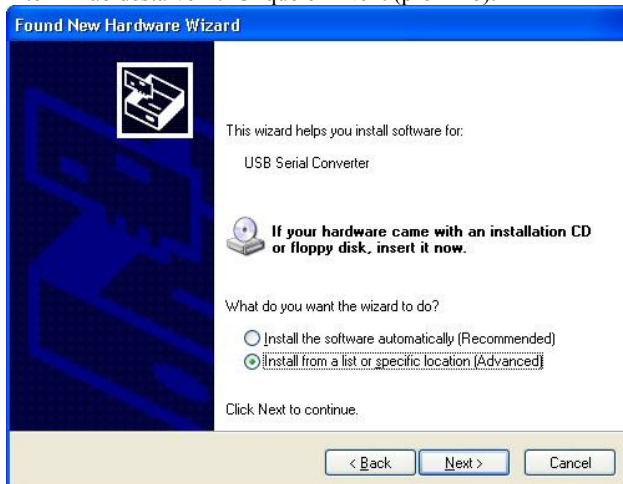 Found New Hardware Wizard
This wizard helps you install software for:
USB Serial Converter
If your hardware came with an installation CD
or floppy disk, insert it now.
What do you want the wizard to do?
Install the software automatically (Recommended)
Install from a list or specific location (Advanced)
Click Next to continue.
< Back
Next >
Cancel